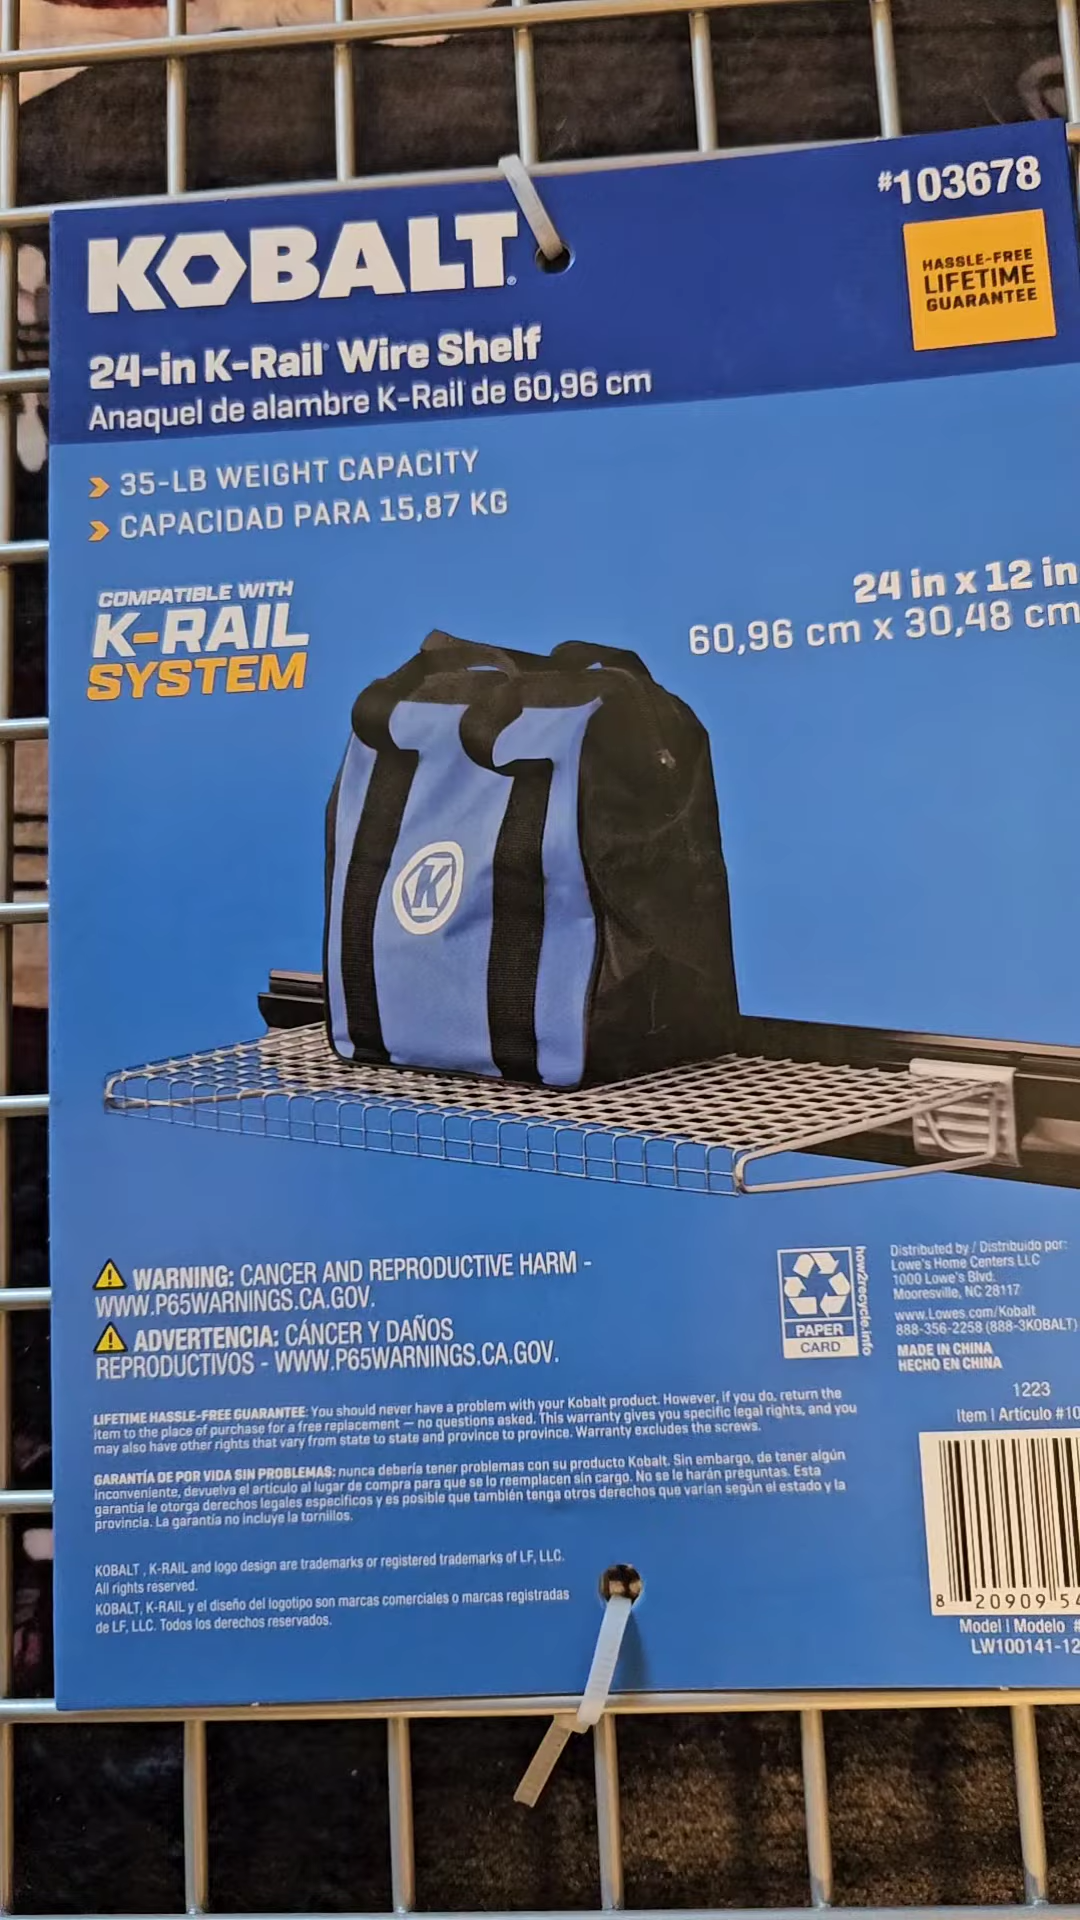 #103678
KOBALT®
HASSLE-FREE
LIFETIME
GUARANTEE
24-in K-Rail Wire Shelf
Anaquel de alambre K-Rail de 60,96 cm
35-LB WEIGHT CAPACITY
CAPACIDAD PARA 15,87 KG
COMPATIBLE WITH
K-RAIL
SYSTEM
24 in x 12 in
60,96 cm x 30,48 cm
K
WARNING: CANCER AND REPRODUCTIVE HARM -
WWW.P65WARNINGS.CA.GOV.
ADVERTENCIA: CÁNCER Y DAÑOS
REPRODUCTIVOS - WWW.P65WARNINGS.CA.GOV.
PAPER
CARD
how2recycle.info
Distributed by / Distribuido por:
Lowe's Home Centers LLC
1000 Lowe's Blvd.
Mooresville, NC 28117
www.Lowes.com/Kobalt
888-356-2258 (888-3KOBALT)
MADE IN CHINA
HECHO EN CHINA
1223
Item | Artículo #10
LIFETIME HASSLE-FREE GUARANTEE: You should never have a problem with your Kobalt product. However, if you do, return the
item to the place of purchase for a free replacement — no questions asked. This warranty gives you specific legal rights, and you
may also have other rights that vary from state to state and province to province. Warranty excludes the screws.
GARANTÍA DE POR VIDA SIN PROBLEMAS: nunca debería tener problemas con su producto Kobalt. Sin embargo, de tener algún
inconveniente, devuelva el artículo al lugar de compra para que se lo reemplacen sin cargo. No se le harán preguntas. Esta
garantía le otorga derechos legales específicos y es posible que también tenga otros derechos que varían según el estado y la
provincia. La garantía no incluye la tornillos.
KOBALT , K-RAIL and logo design are trademarks or registered trademarks of LF, LLC.
All rights reserved.
KOBALT, K-RAIL y el diseño del logotipo son marcas comerciales o marcas registradas
de LF, LLC. Todos los derechos reservados.
8 20909 54
Model | Modelo #
LW100141-12